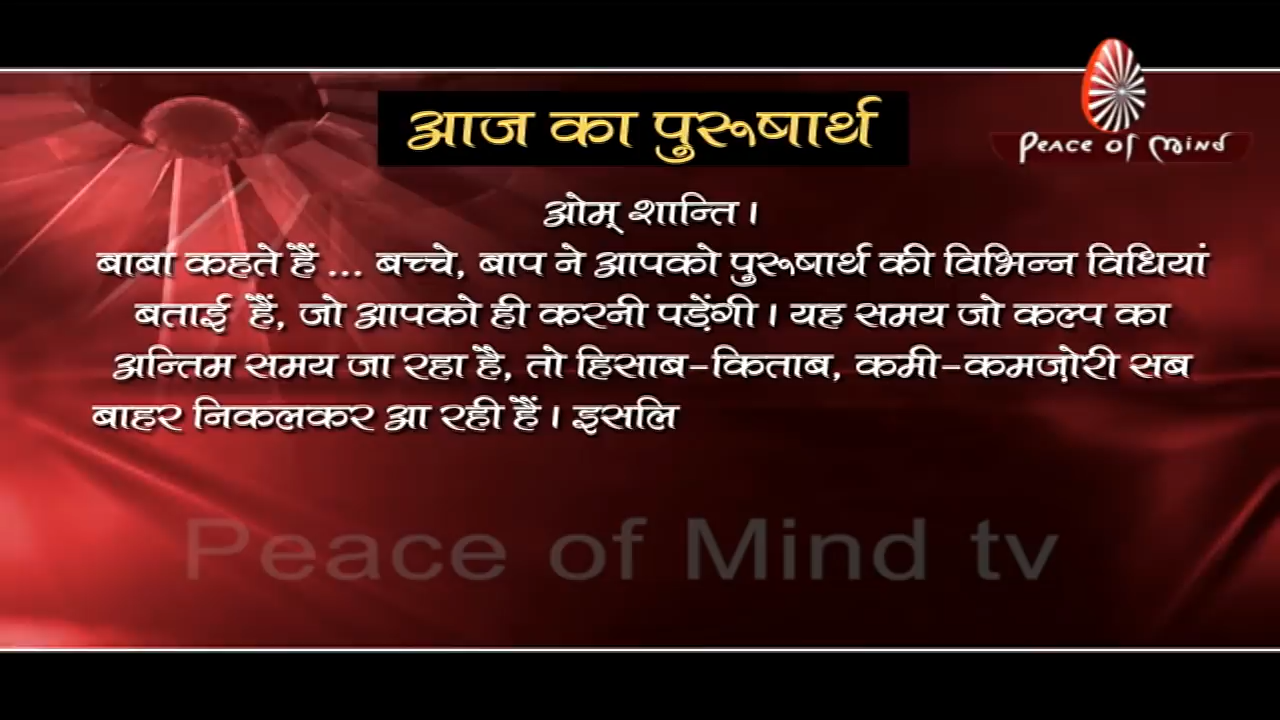 आज का पुरूषार्थ
Peace of Mind
ओम् शान्ति ।
बाबा कहते हैं ... बच्चे, बाप ने आपको पुरूषार्थ की विभिन्न विधियां
बताई हैं, जो आपको ही करनी पड़ेंगी । यह समय जो कल्प का
अन्तिम समय जा रहा है, तो हिसाब-किताब, कमी-कमज़ोरी सब
बाहर निकलकर आ रही हैं । इसलि
Peace of Mind tv